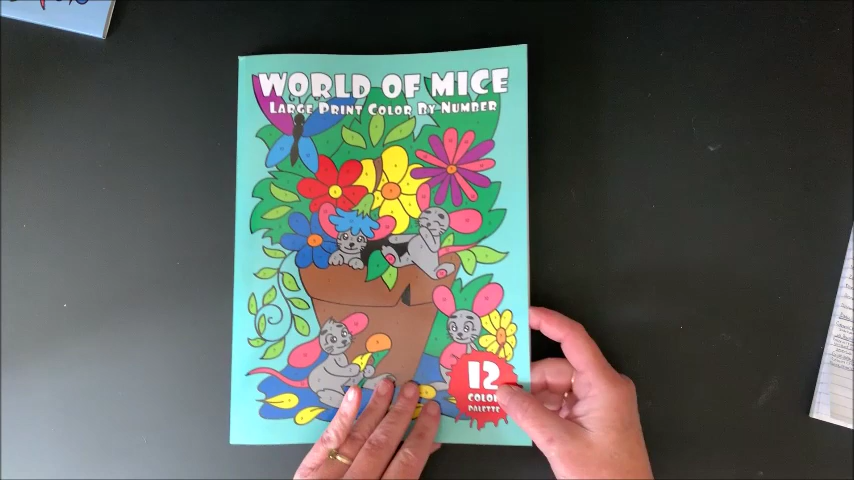 WORLD OF MICE
LARGE PRINT COLOR BY NUMBER
12
COLOR
PALETTE